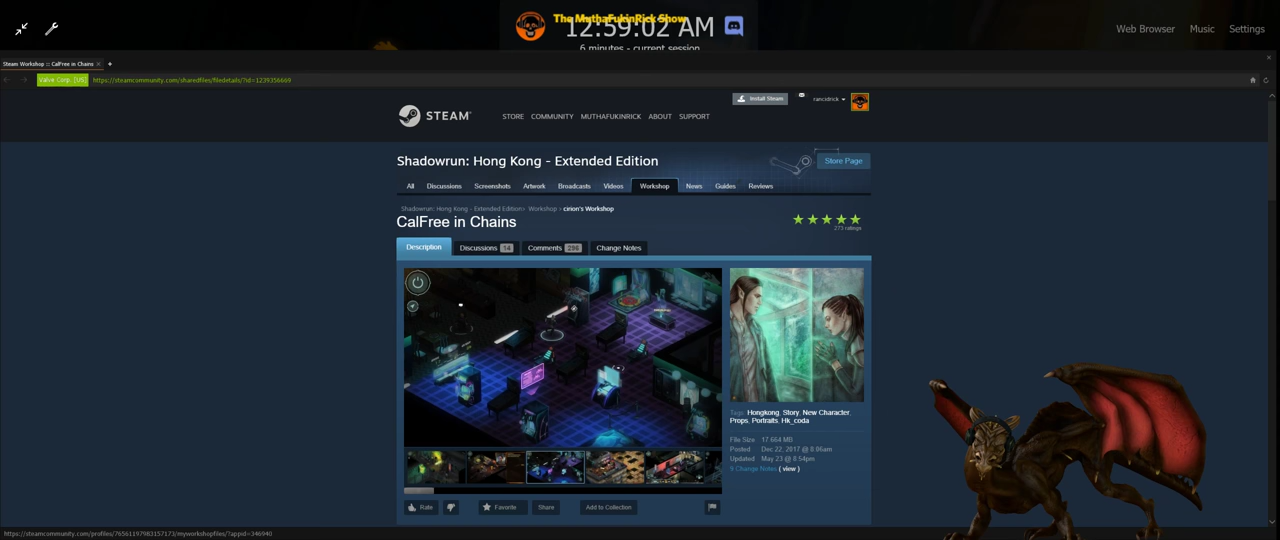 The MuthaFukinRick Show
12:59:02 AM
6 minutes - current session
Web Browser Music Settings
Steam Workshop :: CalFree in Chains
Valve Corp. [US] https://steamcommunity.com/sharedfiles/filedetails/?id=1239356669
Install Steam
rancidrick
STEAM
STORE COMMUNITY MUTHAFUKINRICK ABOUT SUPPORT
Shadowrun: Hong Kong - Extended Edition
Store Page
All Discussions Screenshots Artwork Broadcasts Videos Workshop News Guides Reviews
Shadowrun: Hong Kong - Extended Edition > Workshop > cirion's Workshop
CalFree in Chains
273 ratings
Description Discussions 14 Comments 296 Change Notes
Tags: Hongkong, Story, New Character, Props, Portraits, Hk_coda
File Size 17.664 MB
Posted Dec 22, 2017 @ 8:06am
Updated May 23 @ 8:54pm
9 Change Notes ( view )
Rate Favorite Share Add to Collection
https://steamcommunity.com/profiles/76561197983157173/myworkshopfiles/?appid=346940